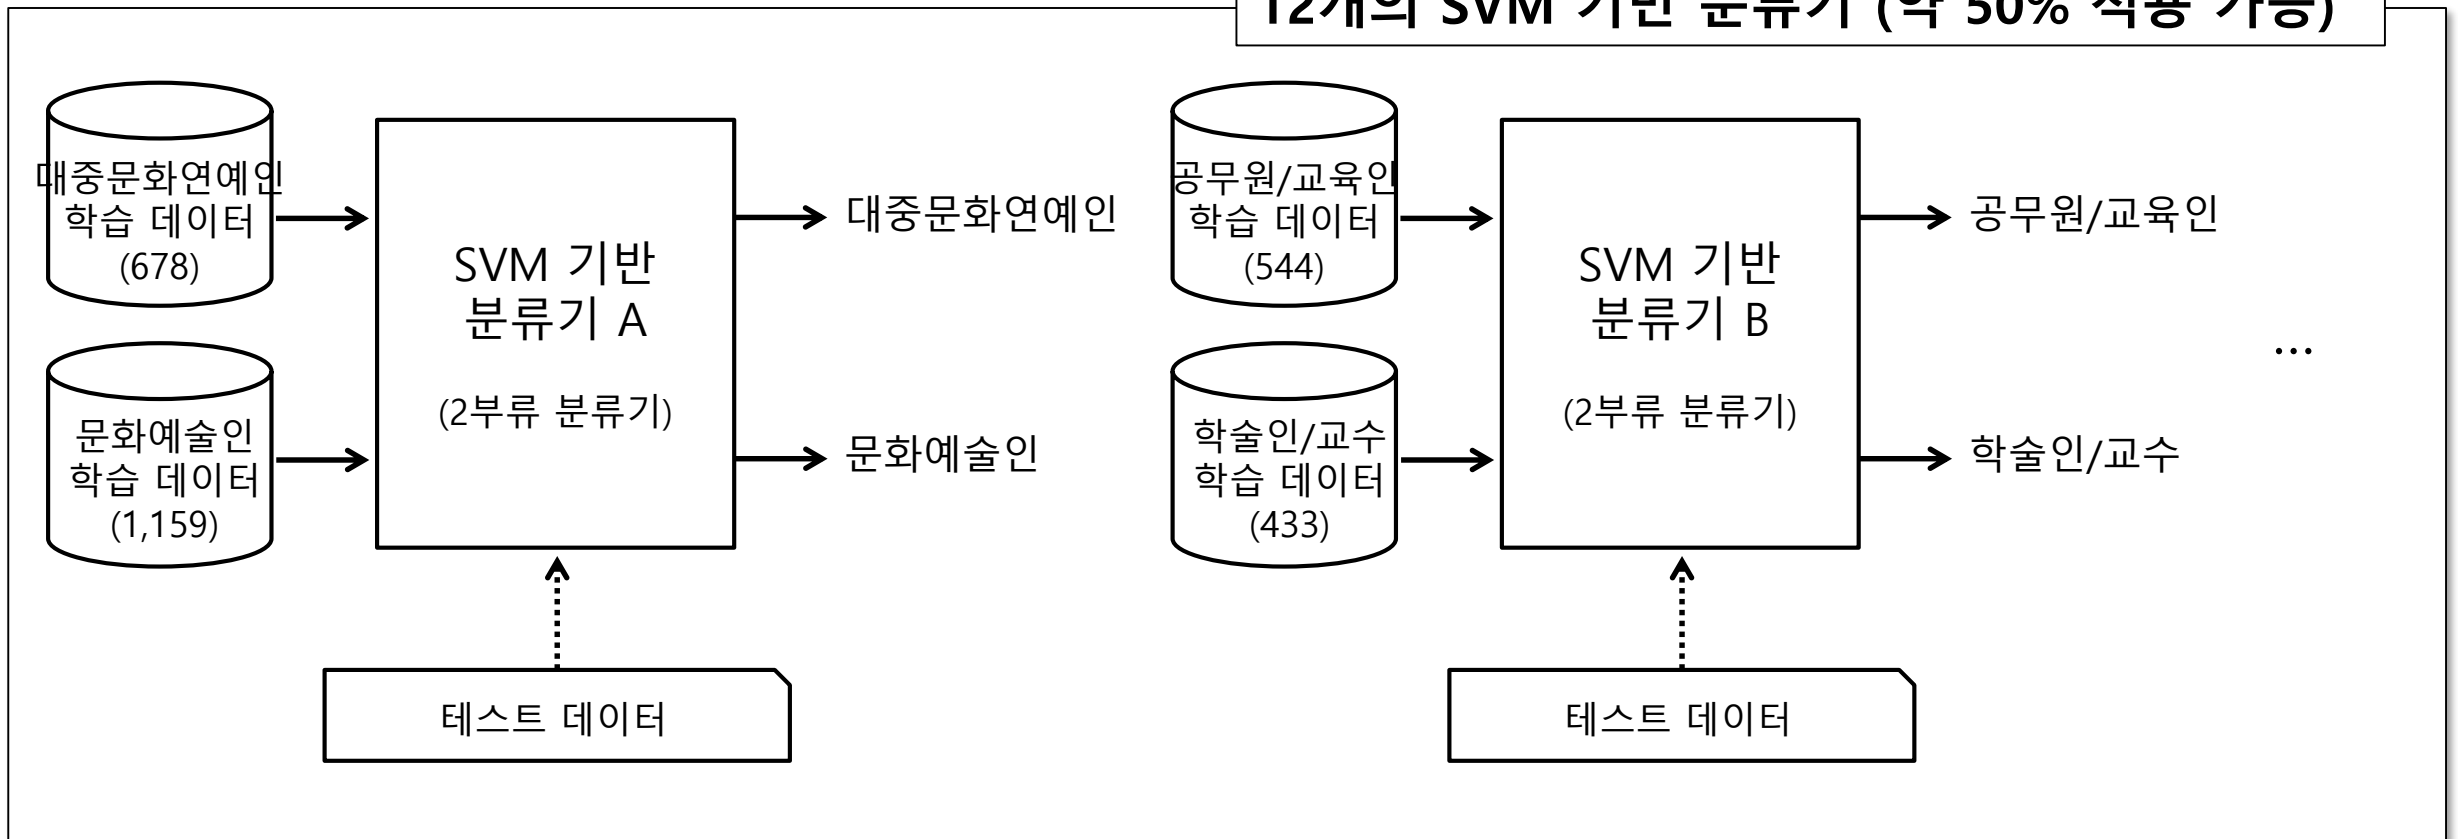 12개의 SVM 기반 분류기 (약 50% 적용 가능)
대중문화연예인
학습 데이터
(678)
문화예술인
학습 데이터
(1,159)
SVM 기반
분류기 A
(2부류 분류기)
대중문화연예인
문화예술인
테스트 데이터
공무원/교육인
학습 데이터
(544)
학술인/교수
학습 데이터
(433)
SVM 기반
분류기 B
(2부류 분류기)
공무원/교육인
학술인/교수
테스트 데이터
...